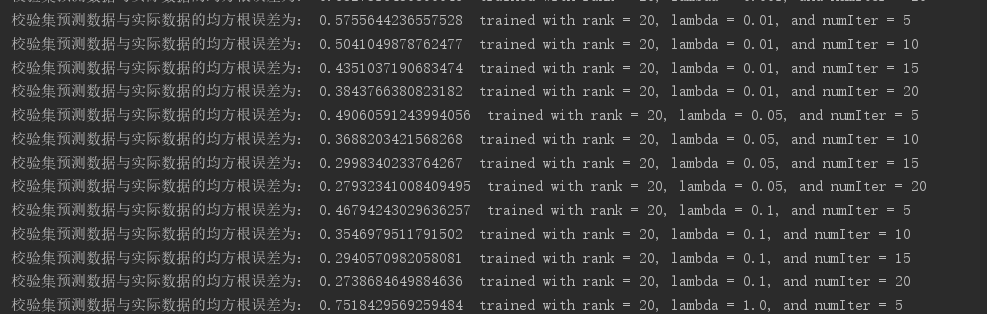 校验集预测数据与实际数据的均方根误差为: 0.5755644236557528 trained with rank = 20, lambda = 0.01, and numIter = 5
校验集预测数据与实际数据的均方根误差为: 0.5041049878762477 trained with rank = 20, lambda = 0.01, and numIter = 10
校验集预测数据与实际数据的均方根误差为: 0.4351037190683474 trained with rank = 20, lambda = 0.01, and numIter = 15
校验集预测数据与实际数据的均方根误差为: 0.3843766380823182 trained with rank = 20, lambda = 0.01, and numIter = 20
校验集预测数据与实际数据的均方根误差为: 0.49060591243994056 trained with rank = 20, lambda = 0.05, and numIter = 5
校验集预测数据与实际数据的均方根误差为: 0.3688203421568268 trained with rank = 20, lambda = 0.05, and numIter = 10
校验集预测数据与实际数据的均方根误差为: 0.2998340233764267 trained with rank = 20, lambda = 0.05, and numIter = 15
校验集预测数据与实际数据的均方根误差为: 0.27932341008409495 trained with rank = 20, lambda = 0.05, and numIter = 20
校验集预测数据与实际数据的均方根误差为: 0.46794243029636257 trained with rank = 20, lambda = 0.1, and numIter = 5
校验集预测数据与实际数据的均方根误差为: 0.3546979511791502 trained with rank = 20, lambda = 0.1, and numIter = 10
校验集预测数据与实际数据的均方根误差为: 0.2940570982058081 trained with rank = 20, lambda = 0.1, and numIter = 15
校验集预测数据与实际数据的均方根误差为: 0.2738684649884636 trained with rank = 20, lambda = 0.1, and numIter = 20
校验集预测数据与实际数据的均方根误差为: 0.7518429569259484 trained with rank = 20, lambda = 1.0, and numIter = 5